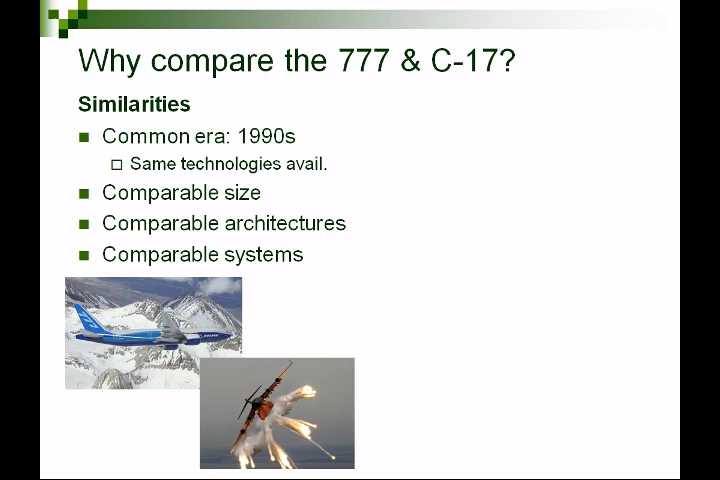 Why compare the 777 & C-17?
Similarities
Common era: 1990s
Same technologies avail.
Comparable size
Comparable architectures
Comparable systems